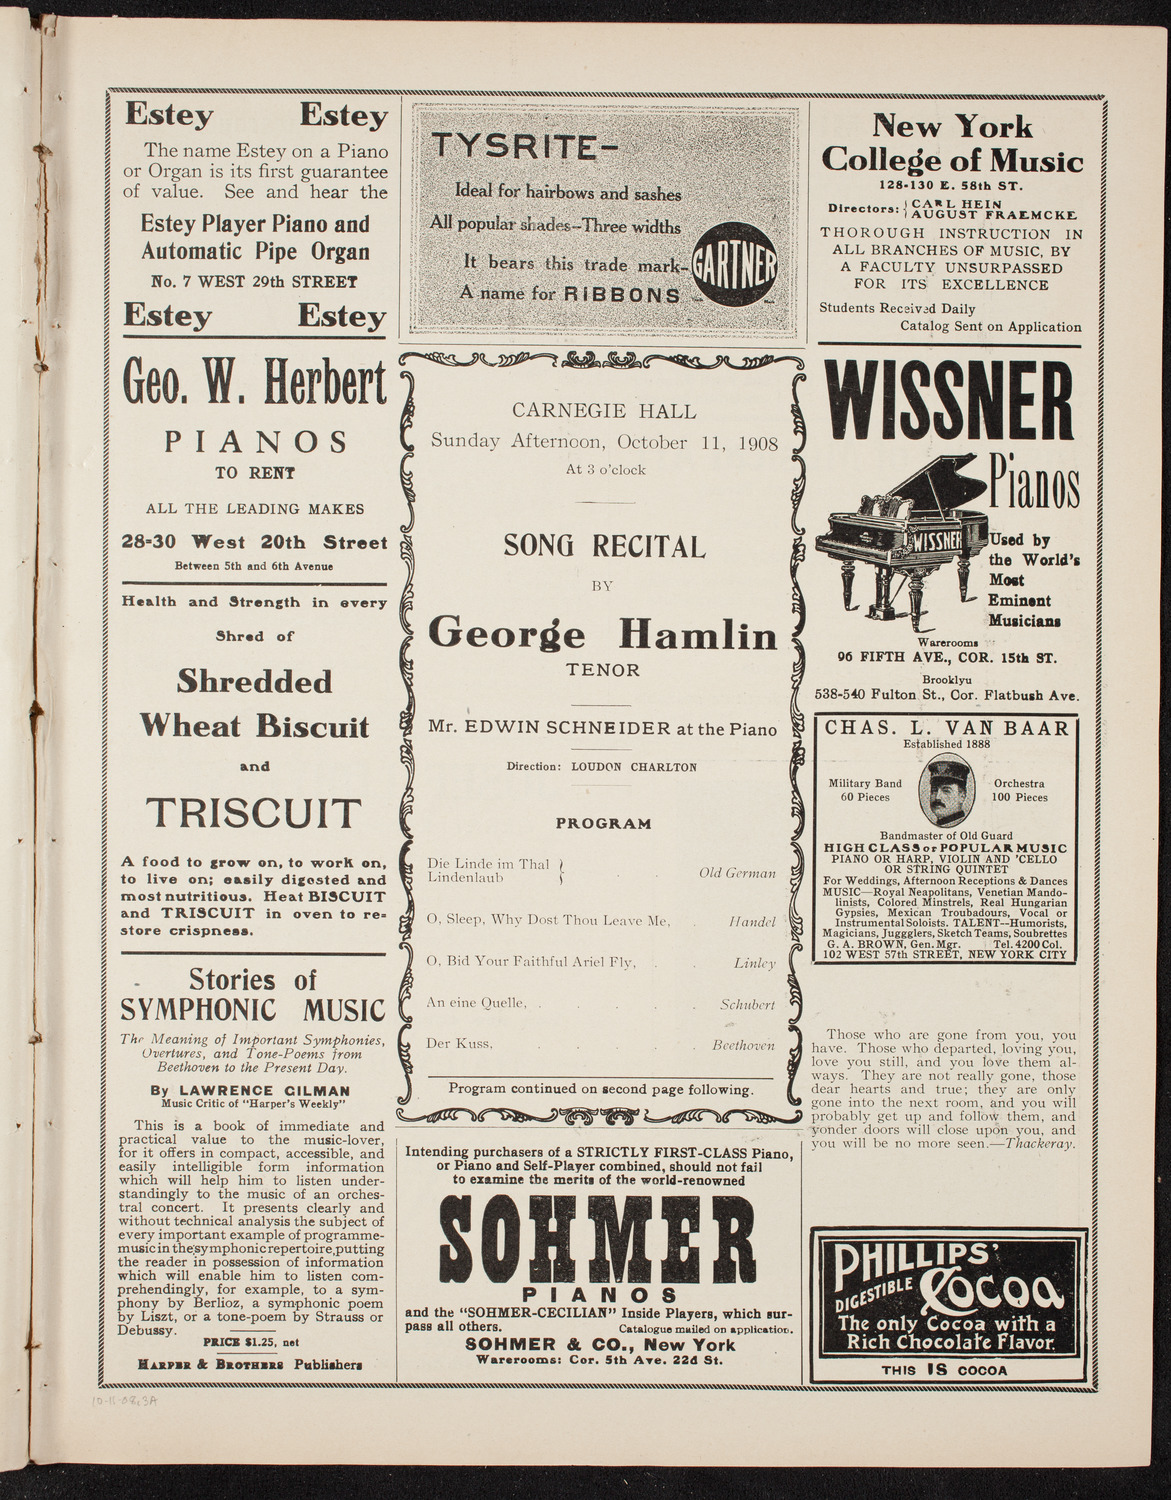 Estey Estey
The name Estey on a Piano
or Organ is its first guarantee
of value. See and hear the
Estey Player Piano and
Automatic Pipe Organ
No. 7 WEST 29th STREET
Estey Estey
Geo. W. Herbert
PIANOS
TO RENT
ALL THE LEADING MAKES
28-30 West 20th Street
Between 5th and 6th Avenue
Health and Strength in every
Shred of
Shredded
Wheat Biscuit
and
TRISCUIT
A food to grow on, to work on,
to live on; easily digested and
most nutritious. Heat BISCUIT
and TRISCUIT in oven to re-
store crispness.
Stories of
SYMPHONIC MUSIC
The Meaning of Important Symphonies,
Overtures, and Tone-Poems from
Beethoven to the Present Day.
By LAWRENCE GILMAN
Music Critic of "Harper's Weekly"
This is a book of immediate and
practical value to the music-lover,
for it offers in compact, accessible, and
easily intelligible form information
which will help him to listen under-
standingly to the music of an orches-
tral concert. It presents clearly and
without technical analysis the subject of
every important example of programme-
music in the symphonic repertoire, putting
the reader in possession of information
which will enable him to listen com-
prehendingly, for example, to a sym-
phony by Berlioz, a symphonic poem
by Liszt, or a tone-poem by Strauss or
Debussy.
PRICE $1.25, net
HARPER & BROTHERS Publishers
TYSRITE-
Ideal for hairbows and sashes
All popular shades--Three widths
It bears this trade mark-
GARTNER
A name for RIBBONS
CARNEGIE HALL
Sunday Afternoon, October 11, 1908
At 3 o'clock
SONG RECITAL
BY
George Hamlin
TENOR
Mr. EDWIN SCHNEIDER at the Piano
Direction: LOUDON CHARLTON
PROGRAM
Die Linde im Thal
Lindenlaub } . . Old German
O, Sleep, Why Dost Thou Leave Me, . Handel
O, Bid Your Faithful Ariel Fly, . . Linley
An eine Quelle, . . . . . Schubert
Der Kuss, . . . . . Beethoven
Program continued on second page following.
Intending purchasers of a STRICTLY FIRST-CLASS Piano,
or Piano and Self-Player combined, should not fail
to examine the merits of the world-renowned
SOHMER
PIANOS
and the "SOHMER-CECILIAN" Inside Players, which sur-
pass all others. Catalogue mailed on application.
SOHMER & CO., New York
Warerooms: Cor. 5th Ave. 22d St.
New York
College of Music
128-130 E. 58th ST.
Directors: { CARL HEIN
AUGUST FRAEMCKE
THOROUGH INSTRUCTION IN
ALL BRANCHES OF MUSIC, BY
A FACULTY UNSURPASSED
FOR ITS EXCELLENCE
Students Received Daily
Catalog Sent on Application
WISSNER
Pianos
WISSNER
Used by
the World's
Most
Eminent
Musicians
Warerooms
96 FIFTH AVE., COR. 15th ST.
Brooklyu
538-540 Fulton St., Cor. Flatbush Ave.
CHAS. L. VAN BAAR
Established 1888
Military Band
60 Pieces
Orchestra
100 Pieces
Bandmaster of Old Guard
HIGH CLASS or POPULAR MUSIC
PIANO OR HARP, VIOLIN AND 'CELLO
OR STRING QUINTET
For Weddings, Afternoon Receptions & Dances
MUSIC—Royal Neapolitans, Venetian Mando-
linists, Colored Minstrels, Real Hungarian
Gypsies, Mexican Troubadours, Vocal or
Instrumental Soloists. TALENT--Humorists,
Magicians, Juggglers, Sketch Teams, Soubrettes
G. A. BROWN, Gen. Mgr. Tel. 4200 Col.
102 WEST 57th STREET, NEW YORK CITY
Those who are gone from you, you
have. Those who departed, loving you,
love you still, and you love them al-
ways. They are not really gone, those
dear hearts and true; they are only
gone into the next room, and you will
probably get up and follow them, and
yonder doors will close upon you, and
you will be no more seen.—Thackeray.
PHILLIPS'
DIGESTIBLE Cocoa
The only Cocoa with a
Rich Chocolate Flavor.
THIS IS COCOA
10-11-08, 3A